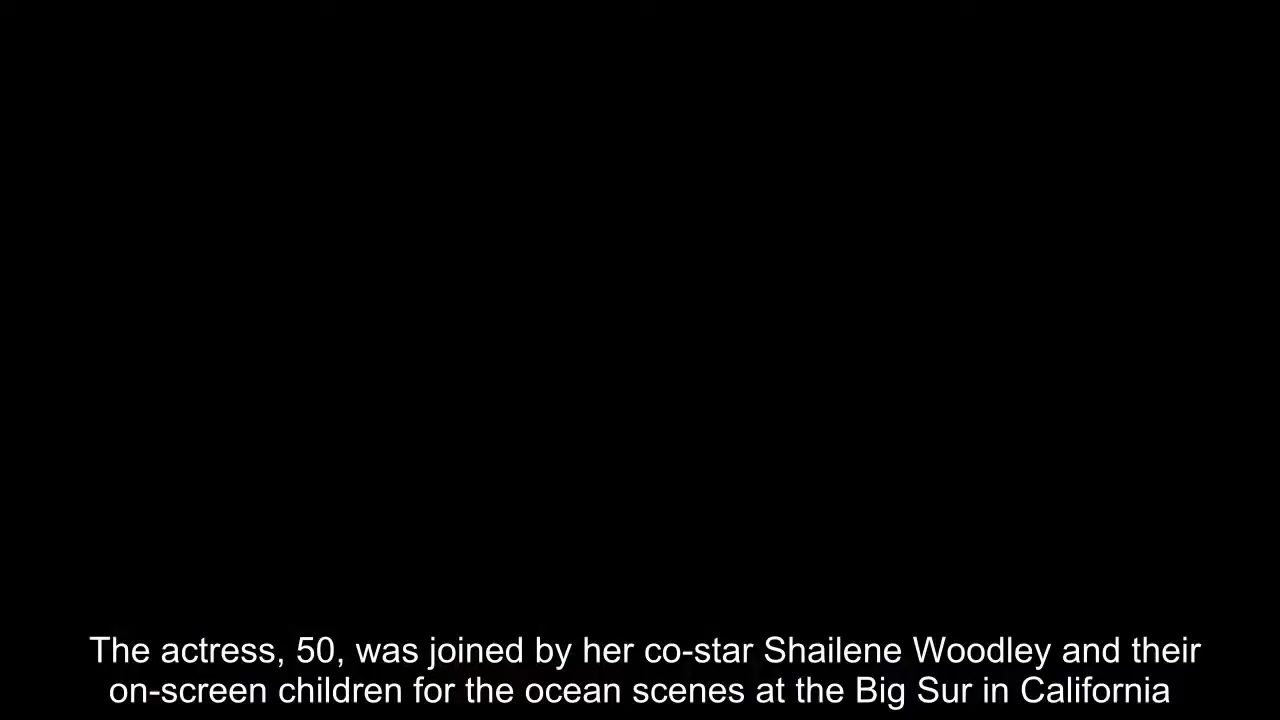 The actress, 50, was joined by her co-star Shailene Woodley and their
on-screen children for the ocean scenes at the Big Sur in California